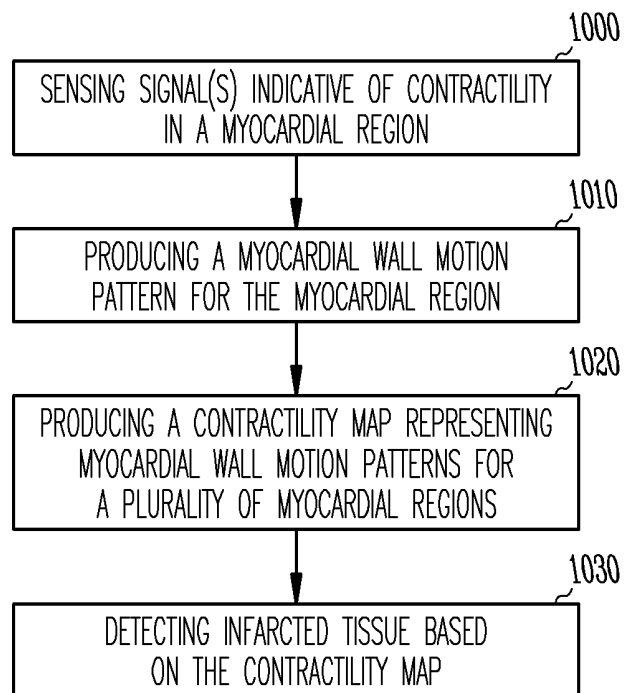 1000
SENSING SIGNAL(S) INDICATIVE OF CONTRACTILITY
IN A MYOCARDIAL REGION
1010
PRODUCING A MYOCARDIAL WALL MOTION
PATTERN FOR THE MYOCARDIAL REGION
1020
PRODUCING A CONTRACTILITY MAP REPRESENTING
MYOCARDIAL WALL MOTION PATTERNS FOR
A PLURALITY OF MYOCARDIAL REGIONS
1030
DETECTING INFARCTED TISSUE BASED
ON THE CONTRACTILITY MAP